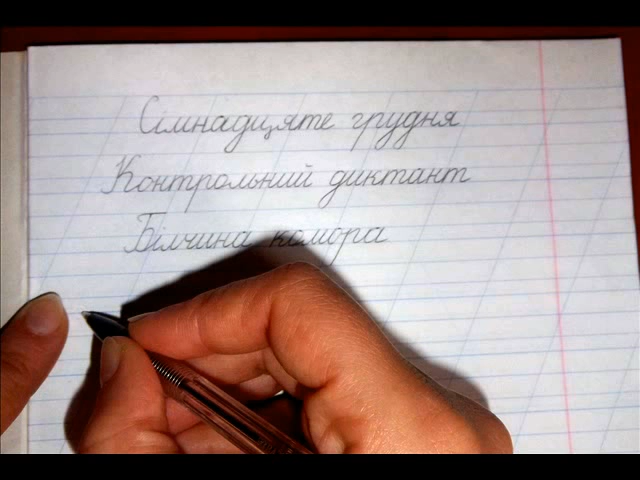 Сімнадцяте грудня
Контрольний диктант
Білчина комора